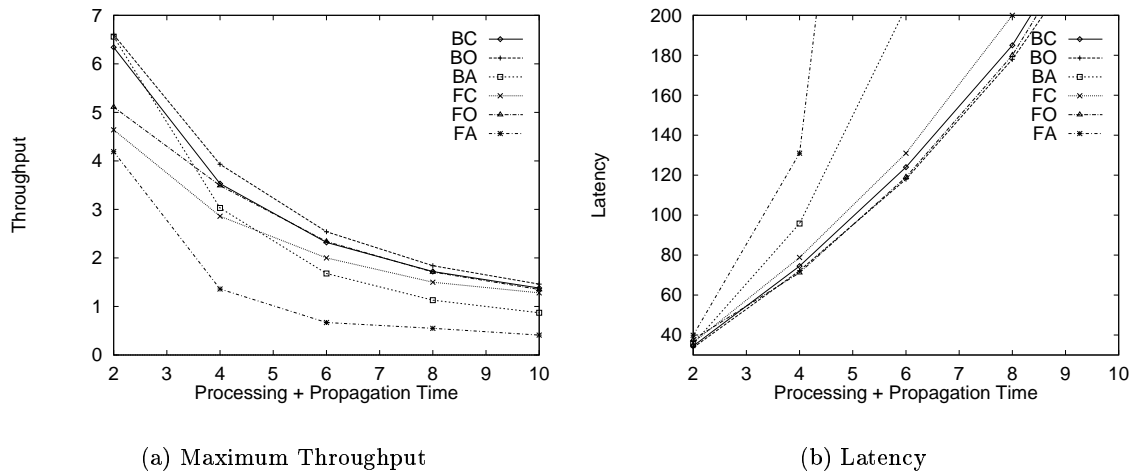 7
6
5
4
3
2
1
0
Throughput
2 3 4 5 6 7 8 9 10
Processing + Propagation Time
BC
BO
BA
FC
FO
FA
(a) Maximum Throughput
200
180
160
140
120
100
80
60
40
Latency
2 3 4 5 6 7 8 9 10
Processing + Propagation Time
BC
BO
BA
FC
FO
FA
(b) Latency